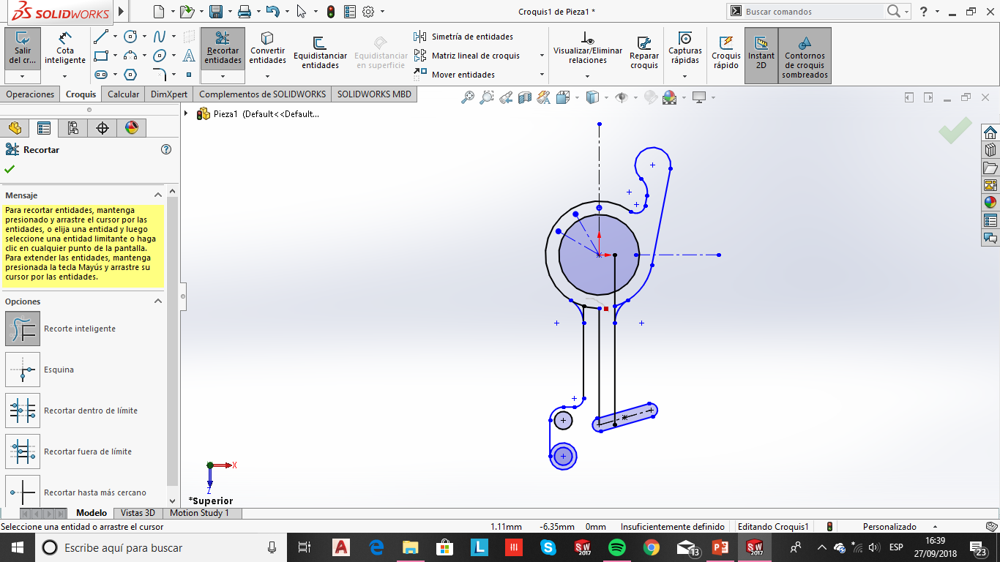 SOLIDWORKS
Croquis1 de Pieza1 *
Buscar comandos
Salir
del cr...
Cota
inteligente
Recortar
entidades
Convertir
entidades
Equidistanciar
entidades
Equidistanciar
en superficie
Simetría de entidades
Matriz lineal de croquis
Mover entidades
Visualizar/Eliminar
relaciones
Reparar
croquis
Capturas
rápidas
Croquis
rápido
Instant
2D
Contornos
de croquis
sombreados
Operaciones
Croquis
Calcular
DimXpert
Complementos de SOLIDWORKS
SOLIDWORKS MBD
Pieza1 (Default<<Default...
Recortar
Mensaje
Para recortar entidades, mantenga
presionado y arrastre el cursor por las
entidades, o elija una entidad y luego
seleccione una entidad limitante o haga
clic en cualquier punto de la pantalla.
Para extender las entidades, mantenga
presionada la tecla Mayús y arrastre su
cursor por las entidades.
Opciones
Recorte inteligente
Esquina
Recortar dentro de límite
Recortar fuera de límite
Recortar hasta más cercano
X
Z
*Superior
Modelo
Vistas 3D
Motion Study 1
Seleccione una entidad o arrastre el cursor
1.11mm
-6.35mm
0mm
Insuficientemente definido
Editando Croquis1
Personalizado
Escribe aquí para buscar
ESP
16:39
27/09/2018
13
23
SW
2017
SW
2017